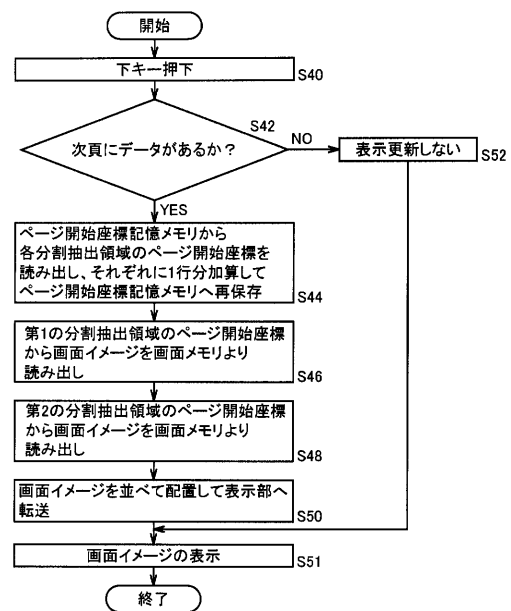 開始
下キー押下
S40
S42
次頁にデータがあるか？
NO
表示更新しない
S52
YES
ページ開始座標記憶メモリから
各分割抽出領域のページ開始座標を
読み出し、それぞれに1行分加算して
ページ開始座標記憶メモリへ再保存
S44
第1の分割抽出領域のページ開始座標
から画面イメージを画面メモリより
読み出し
S46
第2の分割抽出領域のページ開始座標
から画面イメージを画面メモリより
読み出し
S48
画面イメージを並べて配置して表示部へ
転送
S50
画面イメージの表示
S51
終了